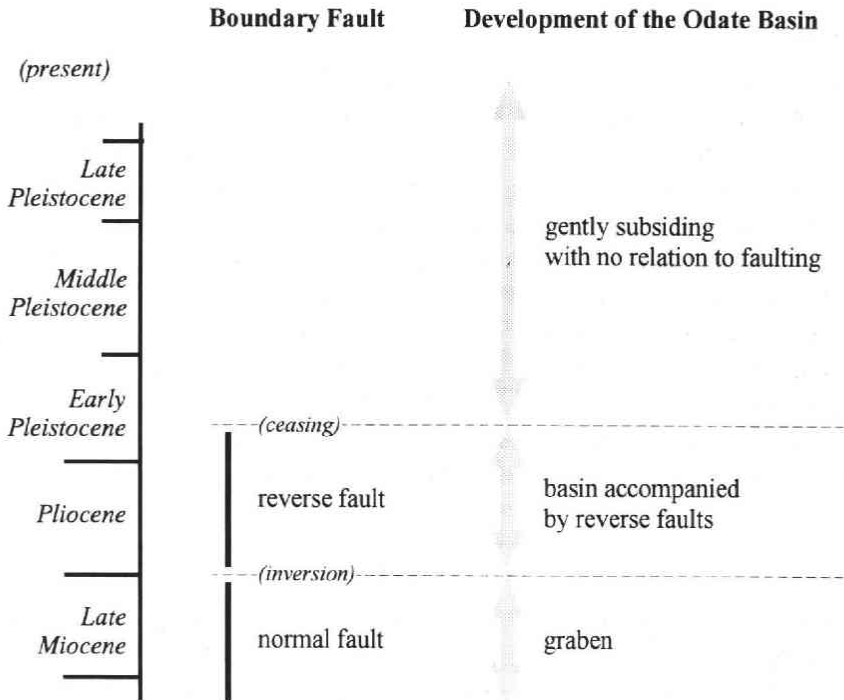 Boundary Fault
Development of the Odate Basin
(present)
Late
Pleistocene
gently subsiding
with no relation to faulting
Middle
Pleistocene
Early
Pleistocene
(ceasing)
reverse fault
basin accompanied
by reverse faults
Pliocene
(inversion)
Late
Miocene
normal fault
graben